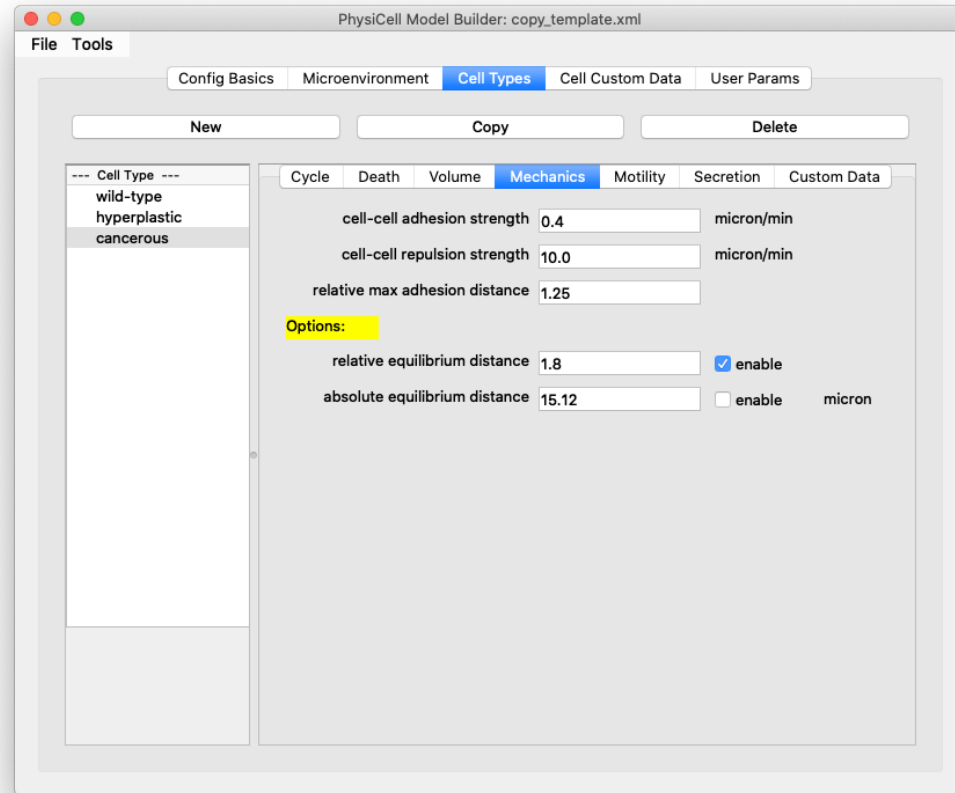 PhysiCell Model Builder: copy_template.xml
File Tools
Config Basics Microenvironment Cell Types Cell Custom Data User Params
New Copy Delete
--- Cell Type ---
wild-type
hyperplastic
cancerous
Cycle Death Volume Mechanics Motility Secretion Custom Data
cell-cell adhesion strength 0.4 micron/min
cell-cell repulsion strength 10.0 micron/min
relative max adhesion distance 1.25
Options:
relative equilibrium distance 1.8 enable
absolute equilibrium distance 15.12 enable micron